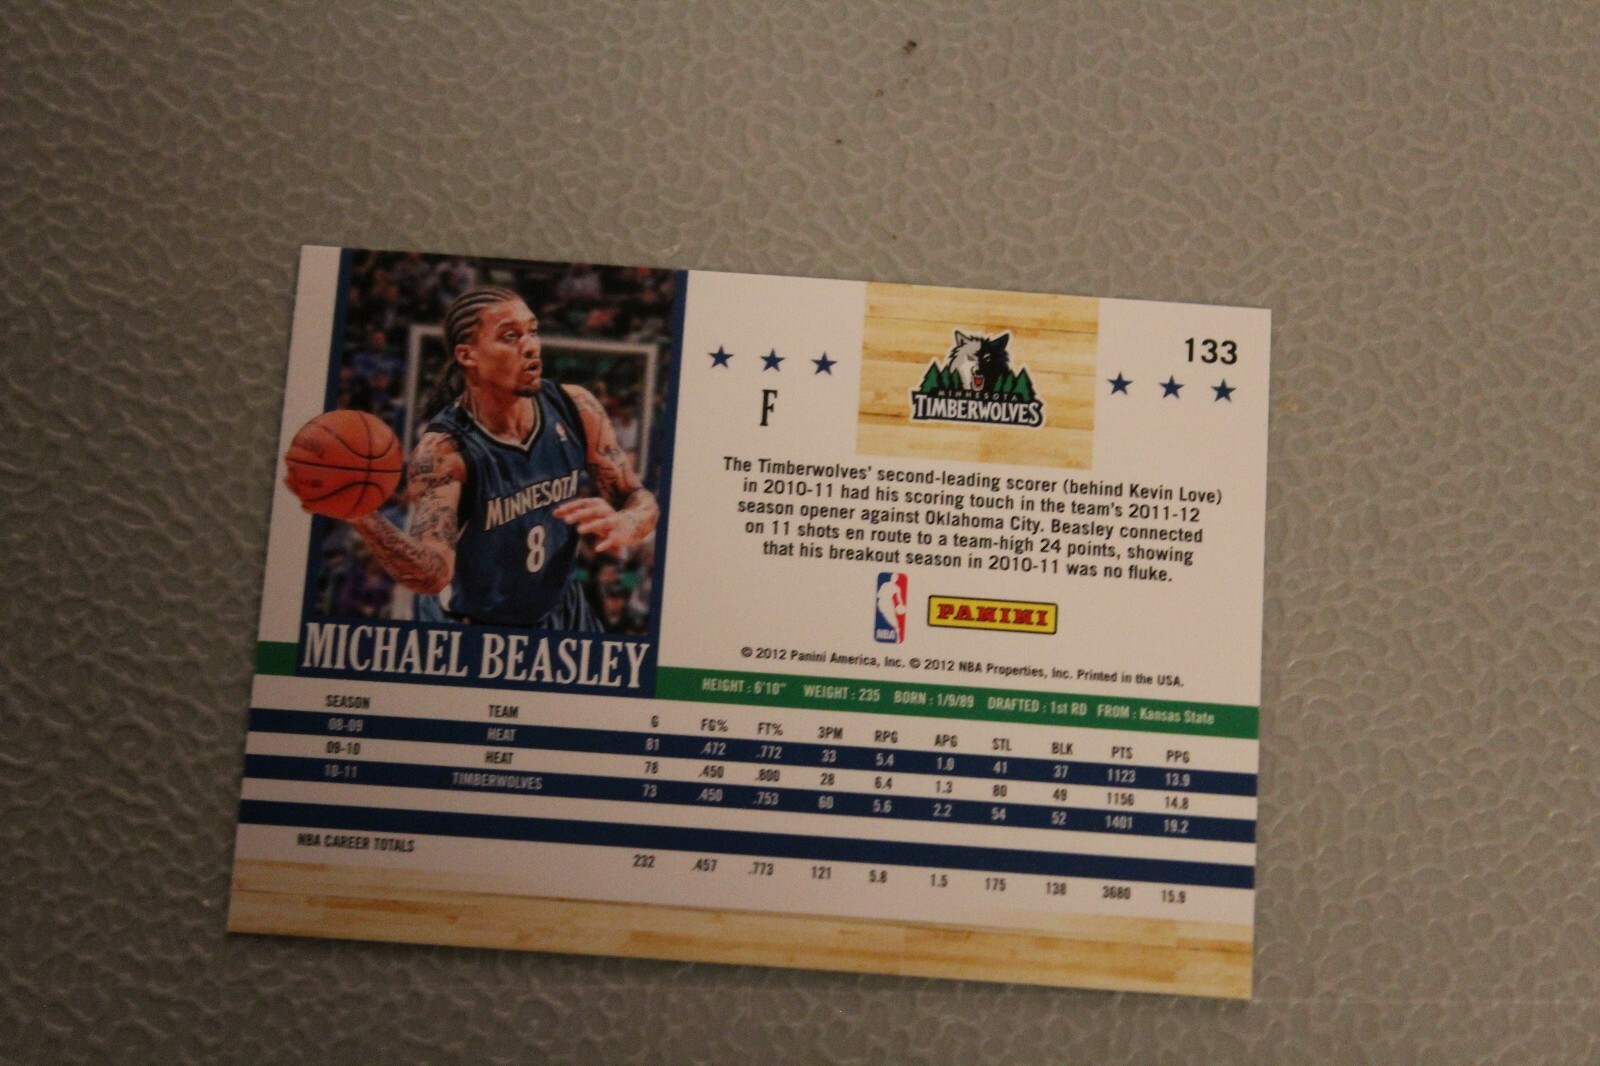 133
F
MINNESOTA
TIMBERWOLVES
The Timberwolves' second-leading scorer (behind Kevin Love)
in 2010-11 had his scoring touch in the team's 2011-12
season opener against Oklahoma City. Beasley connected
on 11 shots en route to a team-high 24 points, showing
that his breakout season in 2010-11 was no fluke.
MINNESOTA
8
NBA
PANINI
© 2012 Panini America, Inc. © 2012 NBA Properties, Inc. Printed in the USA.
MICHAEL BEASLEY
HEIGHT : 6'10" WEIGHT : 235 BORN : 1/9/89 DRAFTED : 1st RD FROM : Kansas State
SEASON TEAM G FG% FT% 3PM RPG APG STL BLK PTS PPG
08-09 HEAT 81 .472 .772 33 5.4 1.0 41 37 1123 13.9
09-10 HEAT 78 .450 .800 28 6.4 1.3 80 49 1156 14.8
10-11 TIMBERWOLVES 73 .450 .753 60 5.6 2.2 54 52 1401 19.2
NBA CAREER TOTALS 232 .457 .773 121 5.8 1.5 175 138 3680 15.9